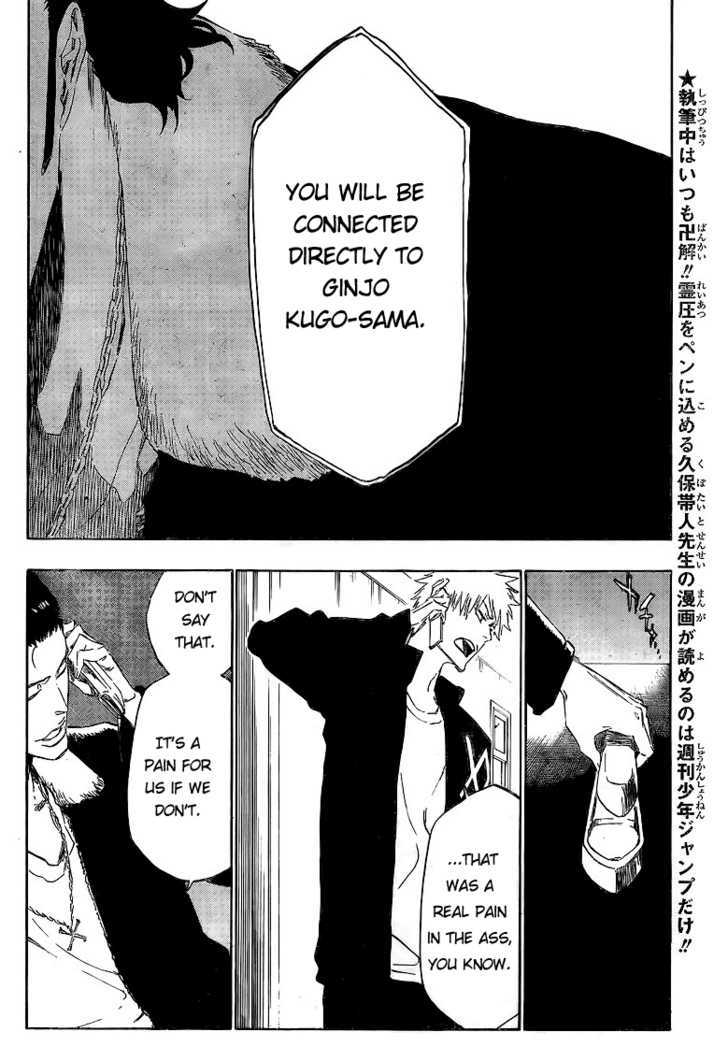 YOU WILL BE
CONNECTED
DIRECTLY TO
GINJO
KUGO-SAMA.
★執筆中はいつも卍解!!霊圧をペンに込める久保帯人先生の漫画が読めるのは週刊少年ジャンプだけ!!
...THAT
WAS A
REAL PAIN
IN THE ASS,
YOU KNOW.
DON'T
SAY
THAT.
IT'S A
PAIN FOR
US IF WE
DON'T.